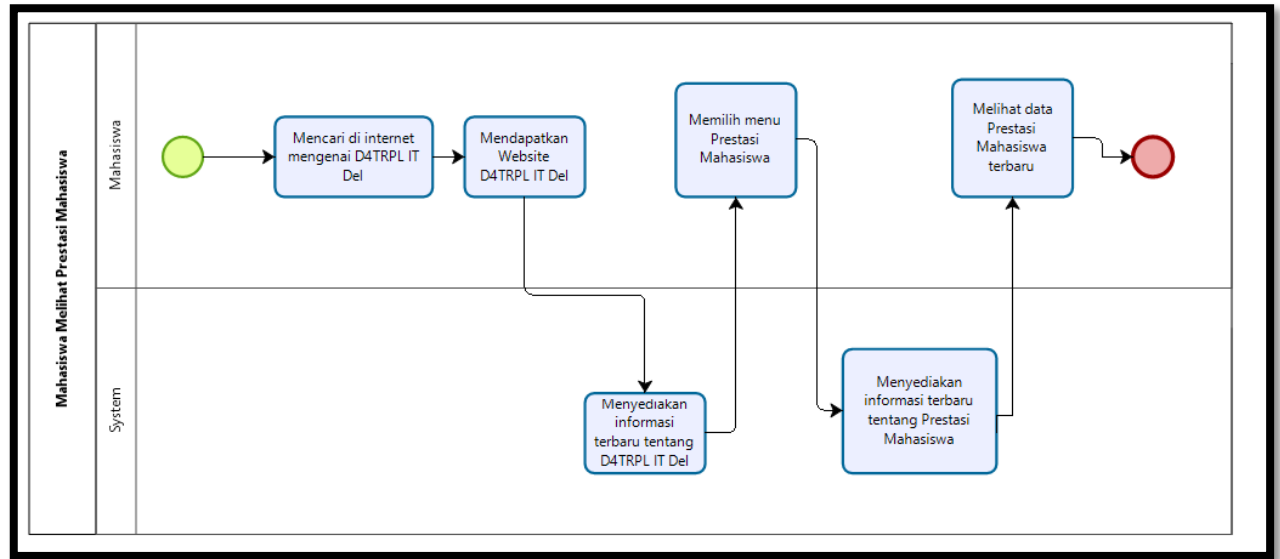 Mahasiswa Melihat Prestasi Mahasiswa
Mahasiswa
Mencari di internet
mengenai D4TRPL IT
Del
Mendapatkan
Website
D4TRPL IT Del
Memilih menu
Prestasi
Mahasiswa
Melihat data
Prestasi
Mahasiswa
terbaru
System
Menyediakan
informasi
terbaru tentang
D4TRPL IT Del
Menyediakan
informasi terbaru
tentang Prestasi
Mahasiswa